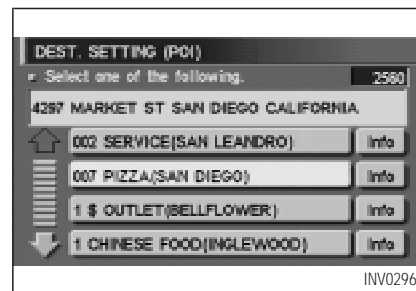 DEST. SETTING (POI)
Select one of the following. 2580
4297 MARKET ST SAN DIEGO CALIFORNIA
002 SERVICE(SAN LEANDRO) Info
007 PIZZA(SAN DIEGO) Info
1 $ OUTLET(BELLFLOWER) Info
1 CHINESE FOOD(INGLEWOOD) Info
INV0296